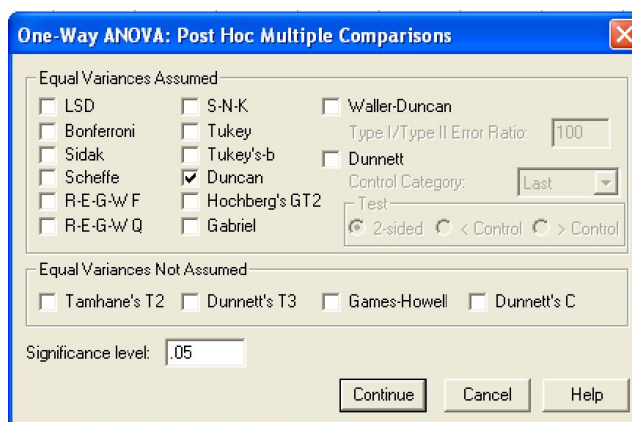 One-Way ANOVA: Post Hoc Multiple Comparisons
Equal Variances Assumed
LSD S-N-K Waller-Duncan
Bonferroni Tukey Type I/Type II Error Ratio: 100
Sidak Tukey's-b Dunnett
Scheffe Duncan Control Category: Last
R-E-G-W F Hochberg's GT2 Test
R-E-G-W Q Gabriel 2-sided < Control > Control
Equal Variances Not Assumed
Tamhane's T2 Dunnett's T3 Games-Howell Dunnett's C
Significance level: .05
Continue Cancel Help